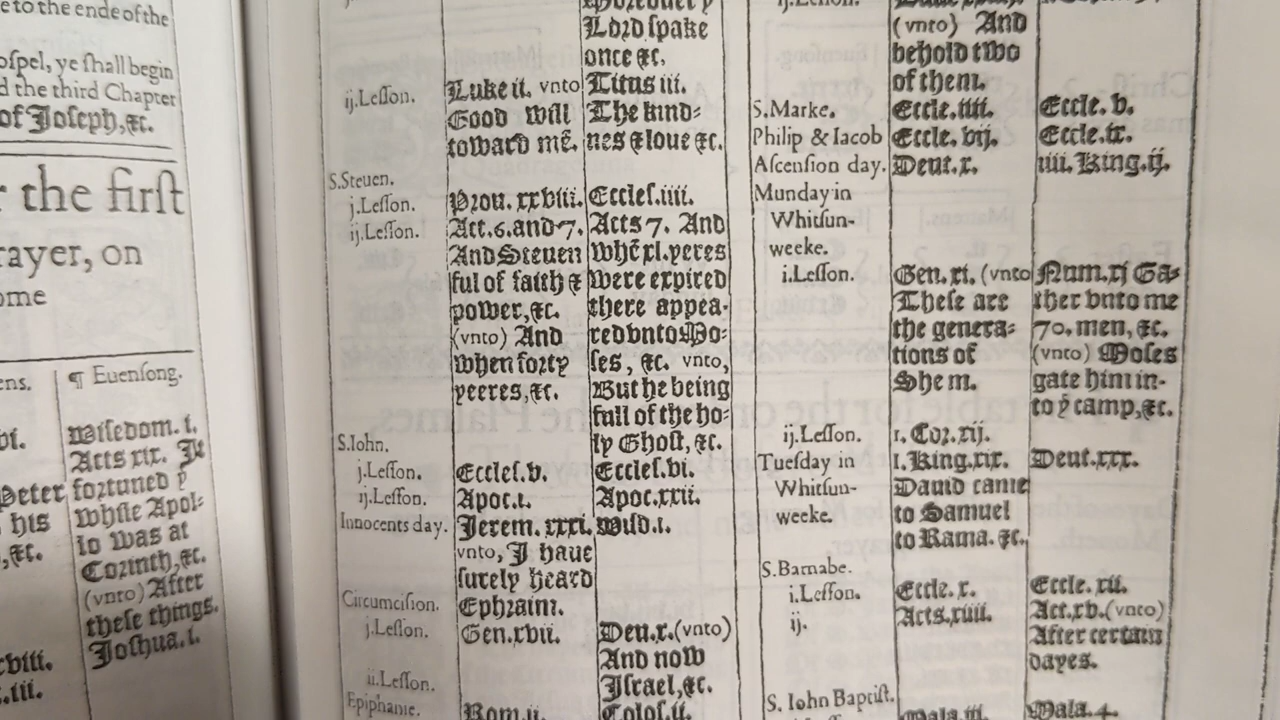 e to the ende of the
ospel, ye shall begin
d the third Chapter
of Joseph,&c.
r the first
rayer, on
ome
ens.
¶ Euensong.
Wisedom. i.
Acts xix. It
Peter fortuned ẏ
his while Apol-
,&c. lo was at
Corinth,&c.
(vnto) After
these things.
xviii. Joshua.i.
Lord spake
once &c.
ij.Lesson. Luke ii. vnto Titus iii.
Good will The kind-
toward mē. nes & loue &c.
S.Steuen.
j.Lesson. Prou. xxviii. Eccles.iiii.
ij.Lesson. Act.6.and 7. Acts 7. And
And Steuen whē xl.yeres
ful of faith & were expired
power,&c. there appea-
(vnto) And red vnto Mo-
when forty ses, &c. vnto,
yeeres,&c. But he being
full of the ho-
ly Ghost, &c.
S.Iohn.
j.Lesson. Eccles.v. Eccles.vi.
ij.Lesson. Apoc.i. Apoc.xxii.
Innocents day. Jerem. xxxi. Wisd.i.
vnto, I haue
surely heard
Ephraim.
Circumcision.
j.Lesson. Gen.xvii. Deu.x.(vnto)
And now
Israel,&c.
ii.Lesson. Rom.ii. Colos.ii.
Epiphanie.
ij.Lesson.
(vnto) And
behold two
of them.
S.Marke. Eccle.iiii. Eccle. v.
Philip & Iacob Eccle. vij. Eccle.ix.
Ascension day. Deut.x. iiii. King.ij.
Munday in
Whitsun-
weeke.
i.Lesson. Gen.xi. (vnto Num.xj Ga-
These are ther vnto me
the genera- 70. men, &c.
tions of (vnto) Moses
Shem. gate him in-
to ẏ camp,&c.
ij.Lesson. 1. Cor.xij.
Tuesday in 1.King.xix. Deut.xxx.
Whitsun- Dauid came
weeke. to Samuel
to Rama. &c.
S.Barnabe.
i.Lesson. Eccle. x. Eccle. xii.
ij. Acts.xiiii. Act.xv.(vnto)
After certain
dayes.
S. Iohn Baptist.
Mala.iii. Mala.4.